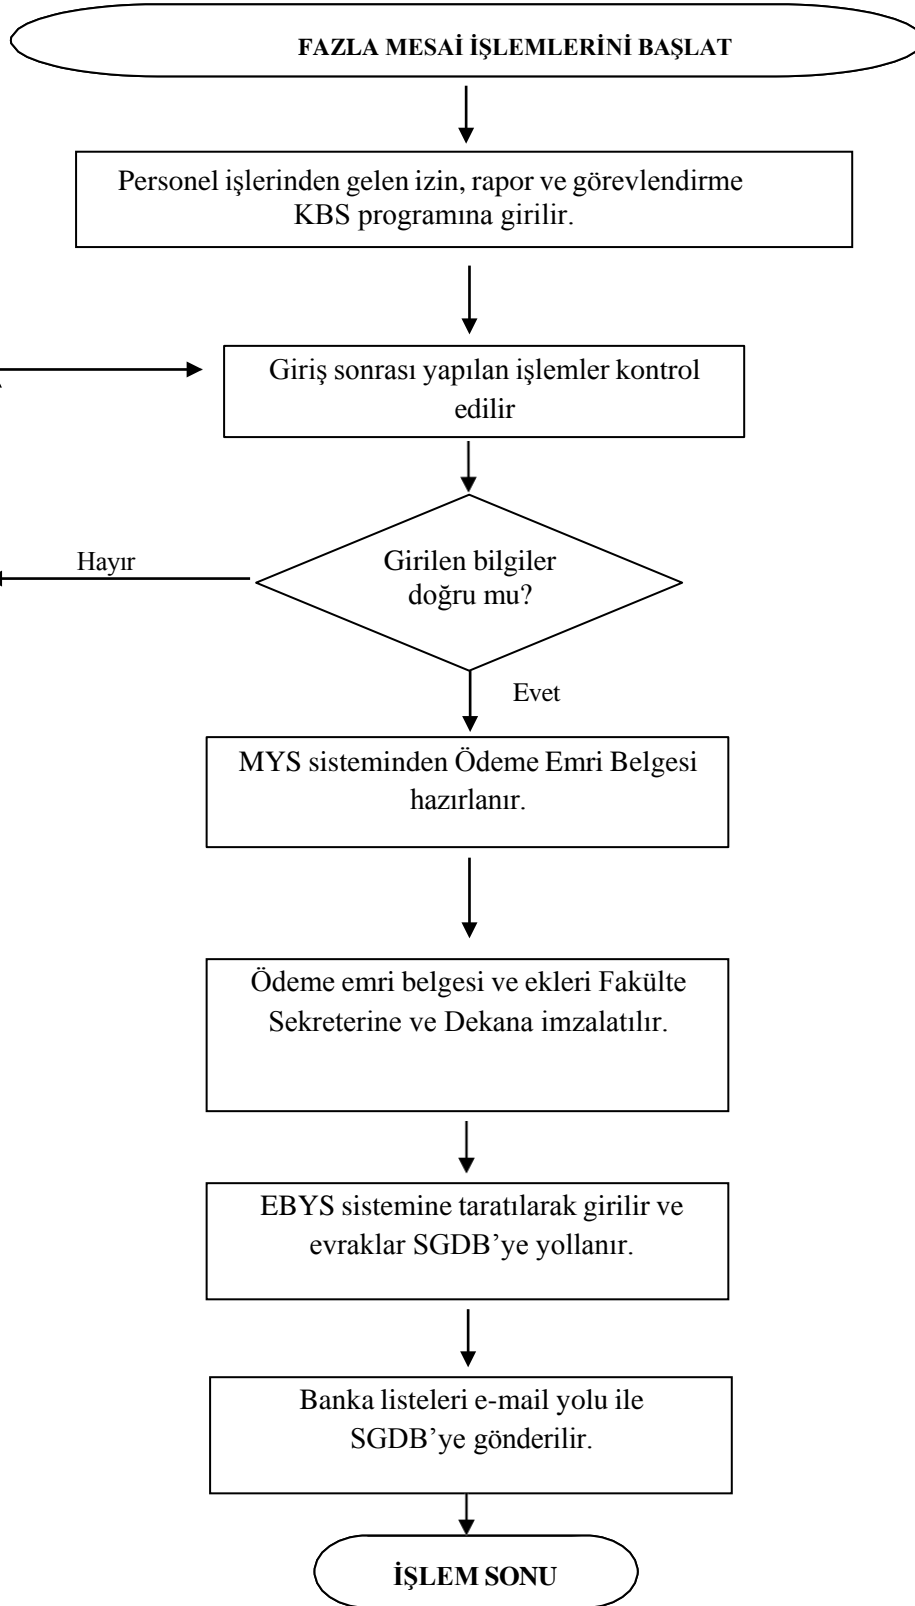 FAZLA MESAİ İŞLEMLERİNİ BAŞLAT
Personel işlerinden gelen izin, rapor ve görevlendirme
KBS programına girilir.
Giriş sonrası yapılan işlemler kontrol
edilir
Hayır
Girilen bilgiler
doğru mu?
Evet
MYS sisteminden Ödeme Emri Belgesi
hazırlanır.
Ödeme emri belgesi ve ekleri Fakülte
Sekreterine ve Dekana imzalatılır.
EBYS sistemine taratılarak girilir ve
evraklar SGDB’ye yollanır.
Banka listeleri e-mail yolu ile
SGDB’ye gönderilir.
İŞLEM SONU